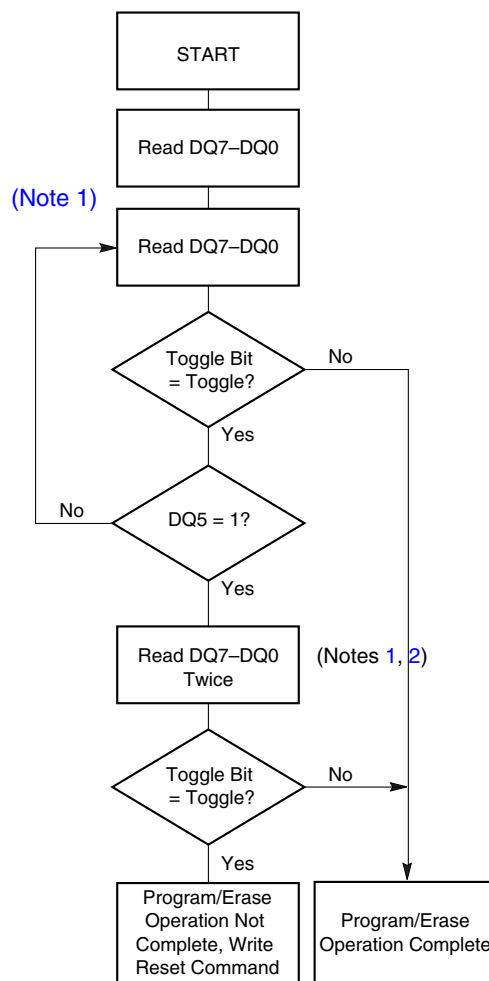 START
Read DQ7–DQ0
(Note 1)
Read DQ7–DQ0
Toggle Bit
= Toggle?
No
Yes
No
DQ5 = 1?
Yes
Read DQ7–DQ0
Twice
(Notes 1, 2)
Toggle Bit
= Toggle?
No
Yes
Program/Erase
Operation Not
Complete, Write
Reset Command
Program/Erase
Operation Complete